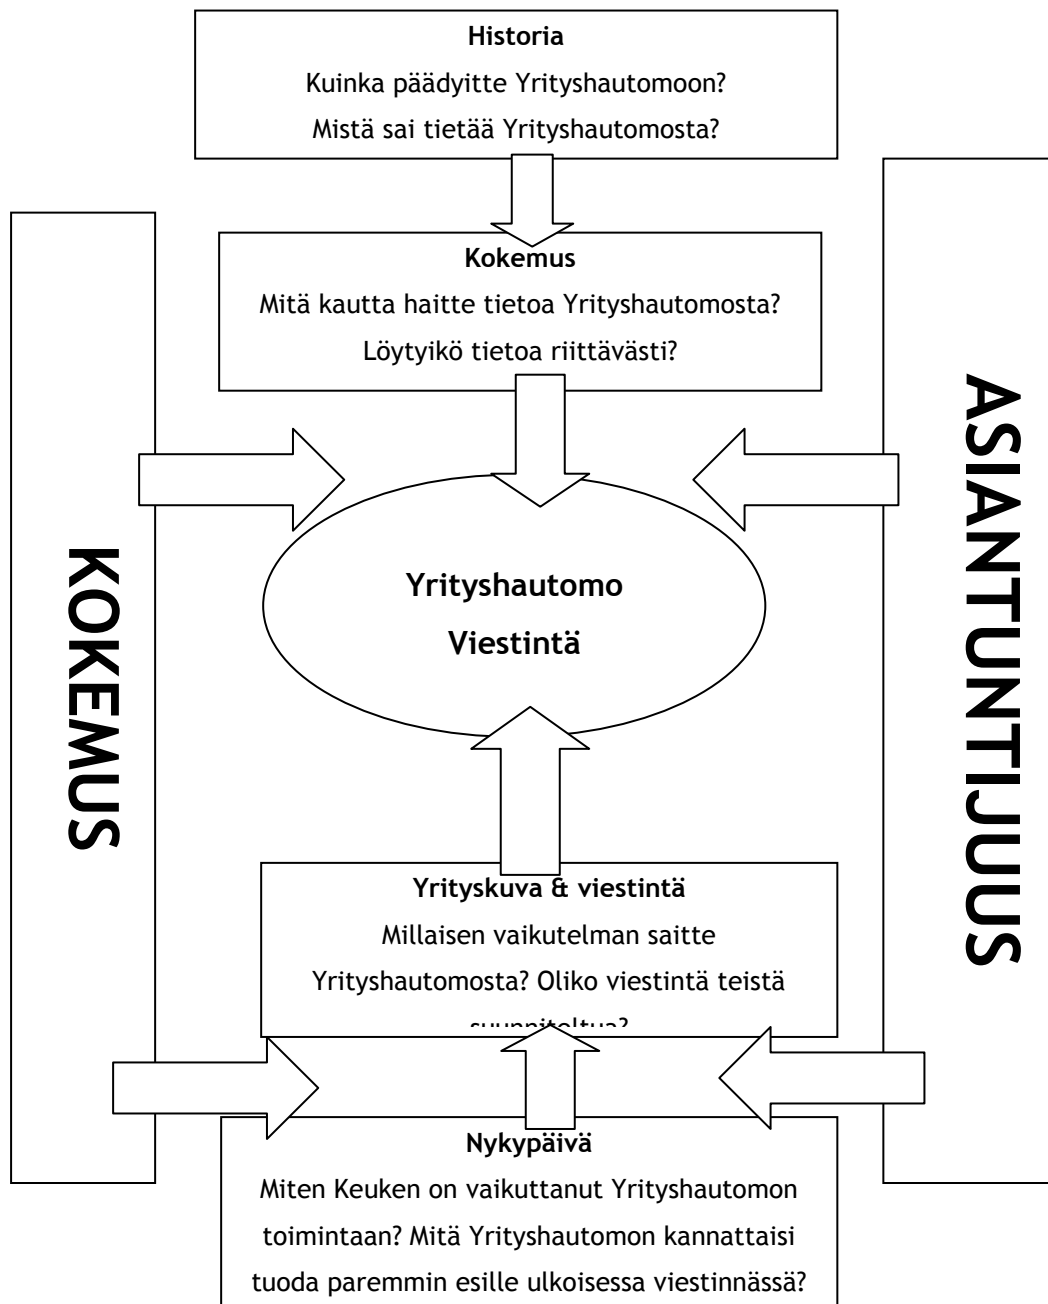 Historia
Kuinka päädyitte Yrityshautomoon?
Mistä sai tietää Yrityshautomosta?
Kokemus
Mitä kautta haitte tietoa Yrityshautomosta?
Löytyikö tietoa riittävästi?
KOKEMUS
ASIANTUNTIJUUS
Yrityshautomo
Viestintä
Yrityskuva & viestintä
Millaisen vaikutelman saitte
Yrityshautomosta? Oliko viestintä teistä
suunniteltua?
Nykypäivä
Miten Keuken on vaikuttanut Yrityshautomon
toimintaan? Mitä Yrityshautomon kannattaisi
tuoda paremmin esille ulkoisessa viestinnässä?